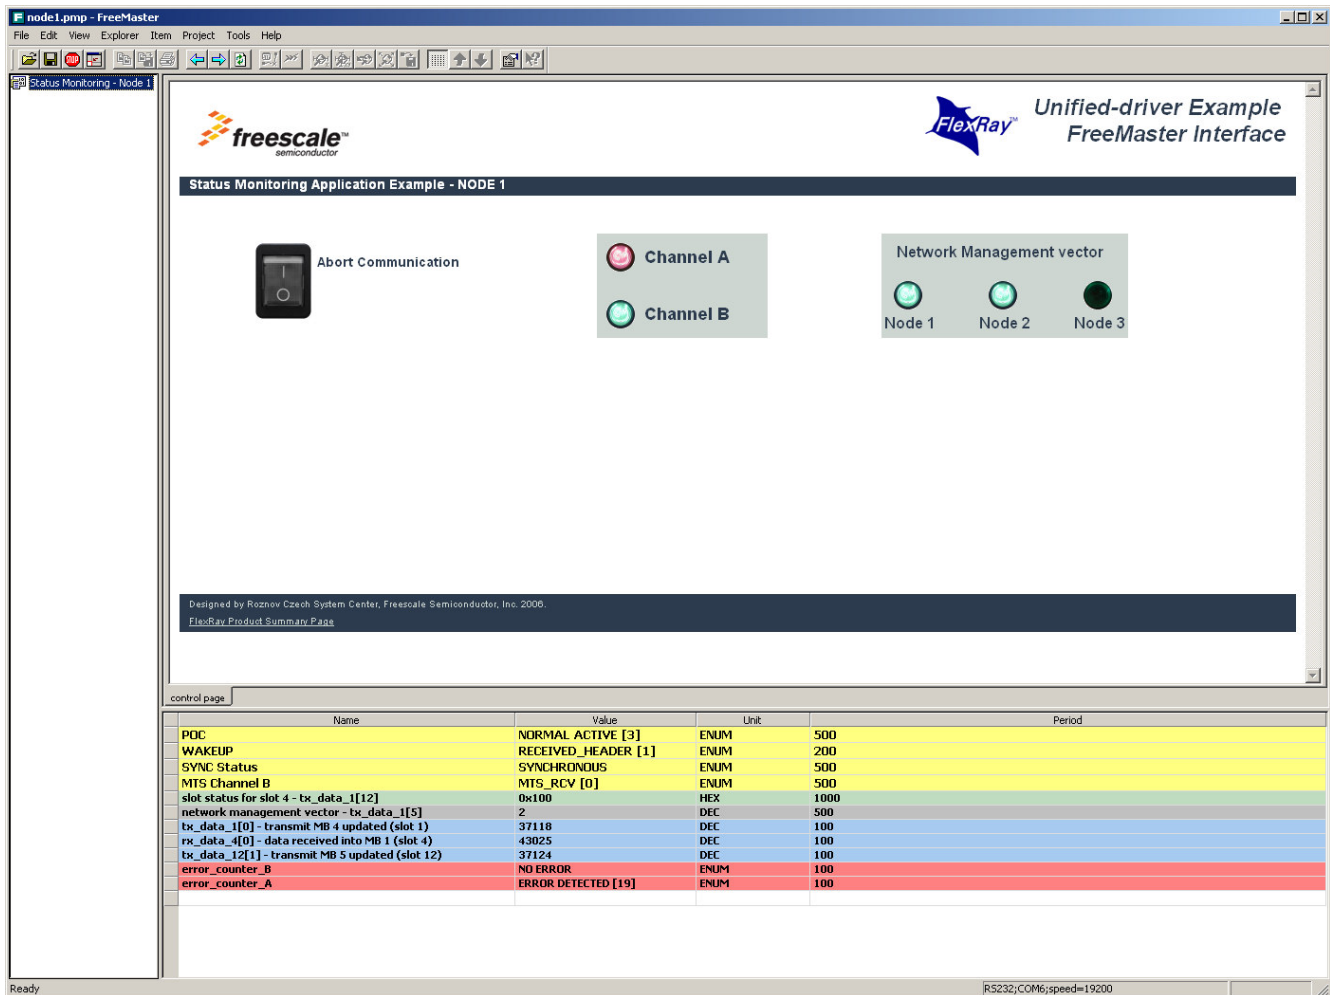 node1.pmp - FreeMaster
File Edit View Explorer Item Project Tools Help
Status Monitoring - Node 1
freescale™
semiconductor
FlexRay™
Unified-driver Example
FreeMaster Interface
Status Monitoring Application Example - NODE 1
Abort Communication
Channel A
Channel B
Network Management vector
Node 1 Node 2 Node 3
Designed by Roznov Czech System Center, Freescale Semiconductor, Inc. 2006.
FlexRay Product Summary Page
control page
Name Value Unit Period
POC NORMAL ACTIVE [3] ENUM 500
WAKEUP RECEIVED_HEADER [1] ENUM 200
SYNC Status SYNCHRONOUS ENUM 500
MTS Channel B MTS_RCV [0] ENUM 500
slot status for slot 4 - tx_data_1[12] 0x100 HEX 1000
network management vector - tx_data_1[5] 2 DEC 500
tx_data_1[0] - transmit MB 4 updated (slot 1) 37118 DEC 100
rx_data_4[0] - data received into MB 1 (slot 4) 43025 DEC 100
tx_data_12[1] - transmit MB 5 updated (slot 12) 37124 DEC 100
error_counter_B NO ERROR ENUM 100
error_counter_A ERROR DETECTED [19] ENUM 100
Ready
RS232;COM6;speed=19200